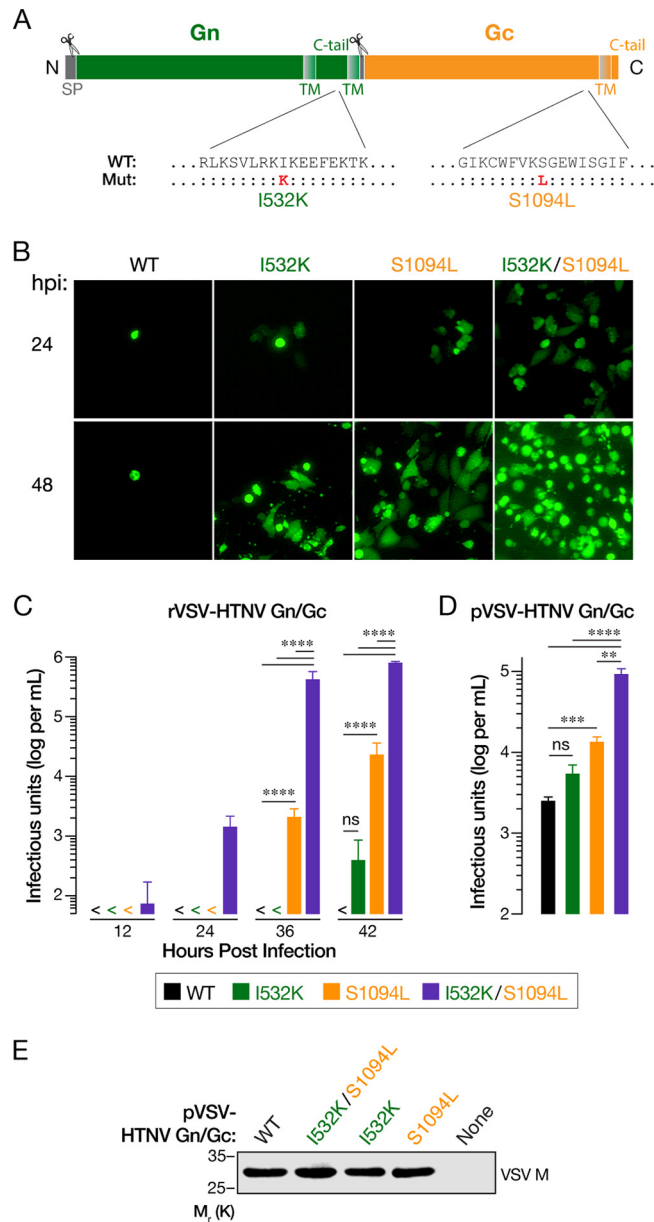 A
Gn
Gc
C-tail
C-tail
N
C
SP
TM
TM
TM
WT: ...RLKSVLRKIKEEFEKTK... ...GIKCWFVKSGEWISGIF...
Mut: ...::::::::K::::::::... ...::::::::L::::::::...
I532K
S1094L
B
WT I532K S1094L I532K/S1094L
hpi:
24
48
C
rVSV-HTNV Gn/Gc
Infectious units (log per mL)
6
5
4
3
2
****
****
****
****
ns
< < <
< < <
< <
<
12 24 36 42
Hours Post Infection
D
pVSV-HTNV Gn/Gc
Infectious units (log per mL)
5
4
3
2
****
**
***
ns
WT I532K S1094L I532K/S1094L
E
pVSV-
HTNV Gn/Gc:
WT
I532K/S1094L
I532K
S1094L
None
35–
25–
VSV M
Mr (K)